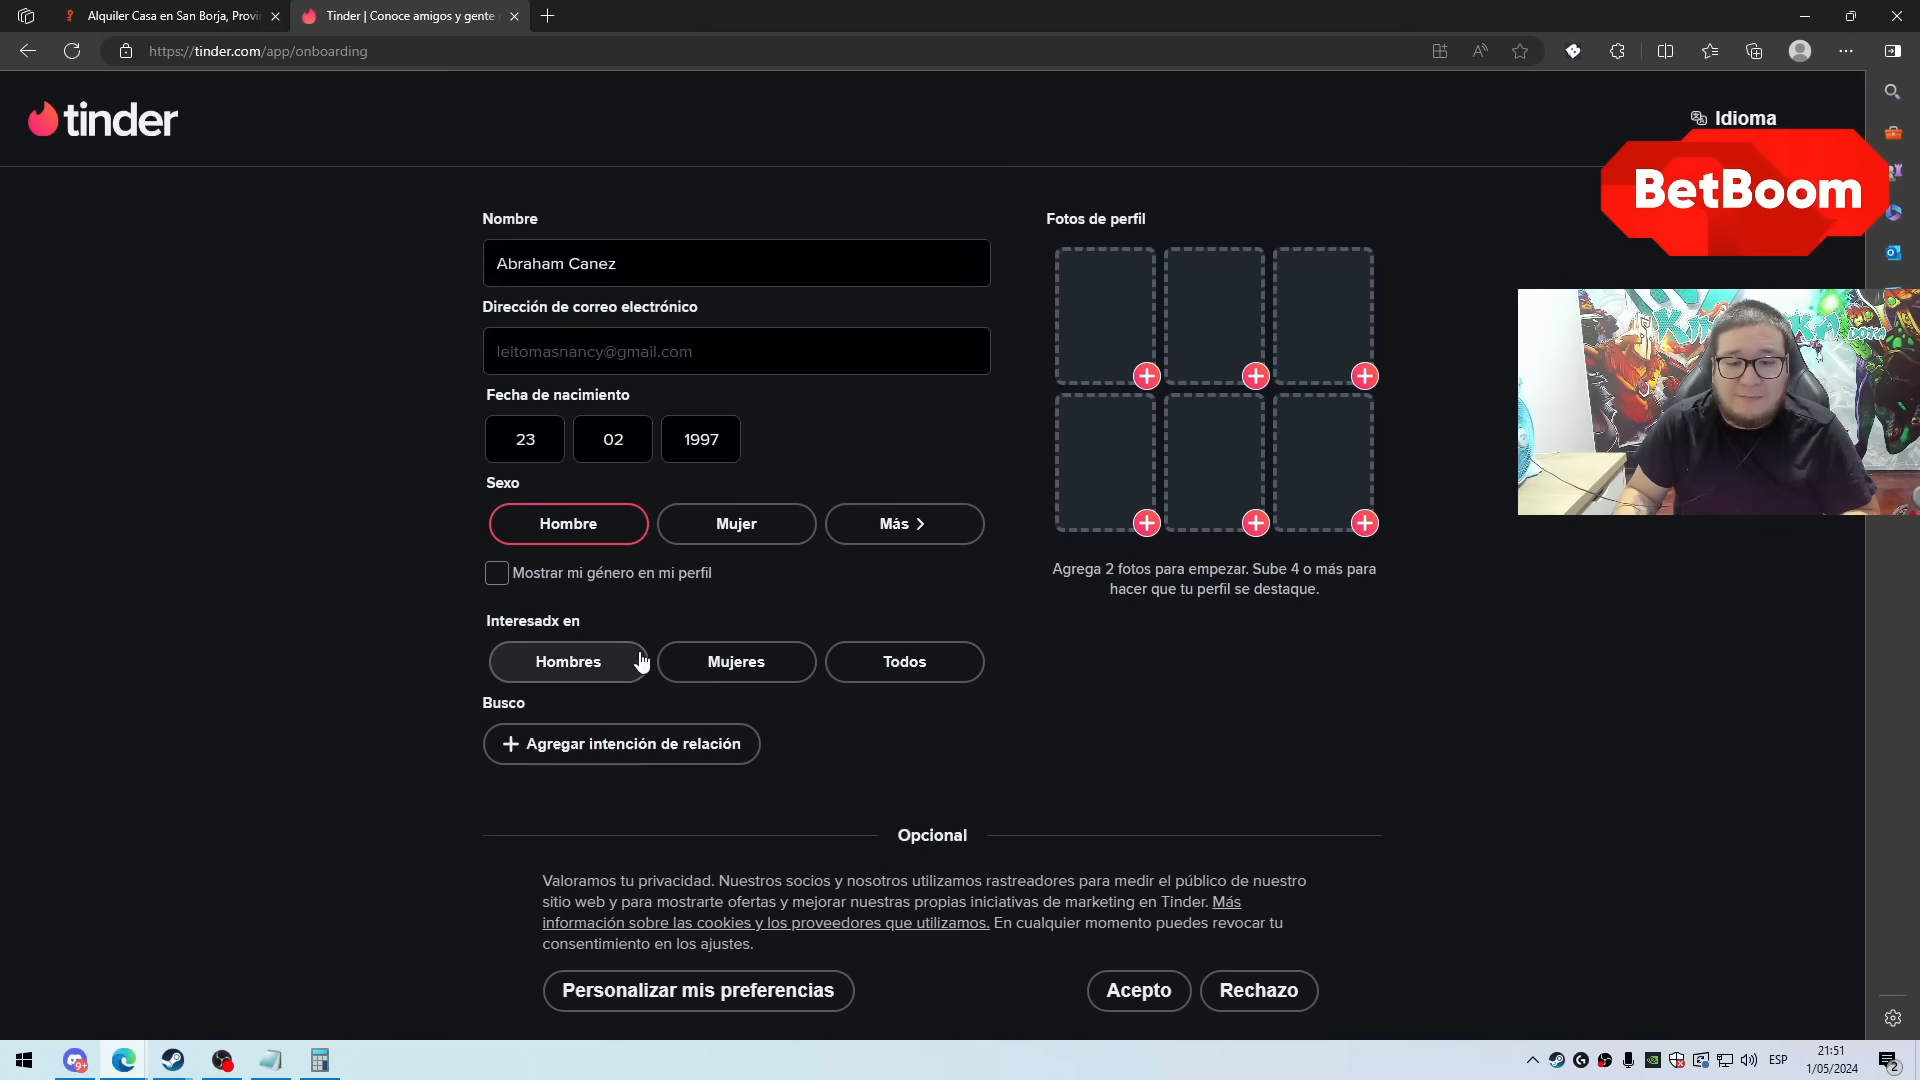 Alquiler Casa en San Borja, Provi
Tinder | Conoce amigos y gente
https://tinder.com/app/onboarding
tinder
Idioma
BetBoom
Nombre
Abraham Canez
Dirección de correo electrónico
leitomasnancy@gmail.com
Fecha de nacimiento
23 02 1997
Sexo
Hombre Mujer Más
Mostrar mi género en mi perfil
Interesadx en
Hombres Mujeres Todos
Busco
Agregar intención de relación
Fotos de perfil
Agrega 2 fotos para empezar. Sube 4 o más para
hacer que tu perfil se destaque.
DOTA
Opcional
Valoramos tu privacidad. Nuestros socios y nosotros utilizamos rastreadores para medir el público de nuestro
sitio web y para mostrarte ofertas y mejorar nuestras propias iniciativas de marketing en Tinder. Más
información sobre las cookies y los proveedores que utilizamos. En cualquier momento puedes revocar tu
consentimiento en los ajustes.
Personalizar mis preferencias Acepto Rechazo
9+
ESP
21:51
1/05/2024
2